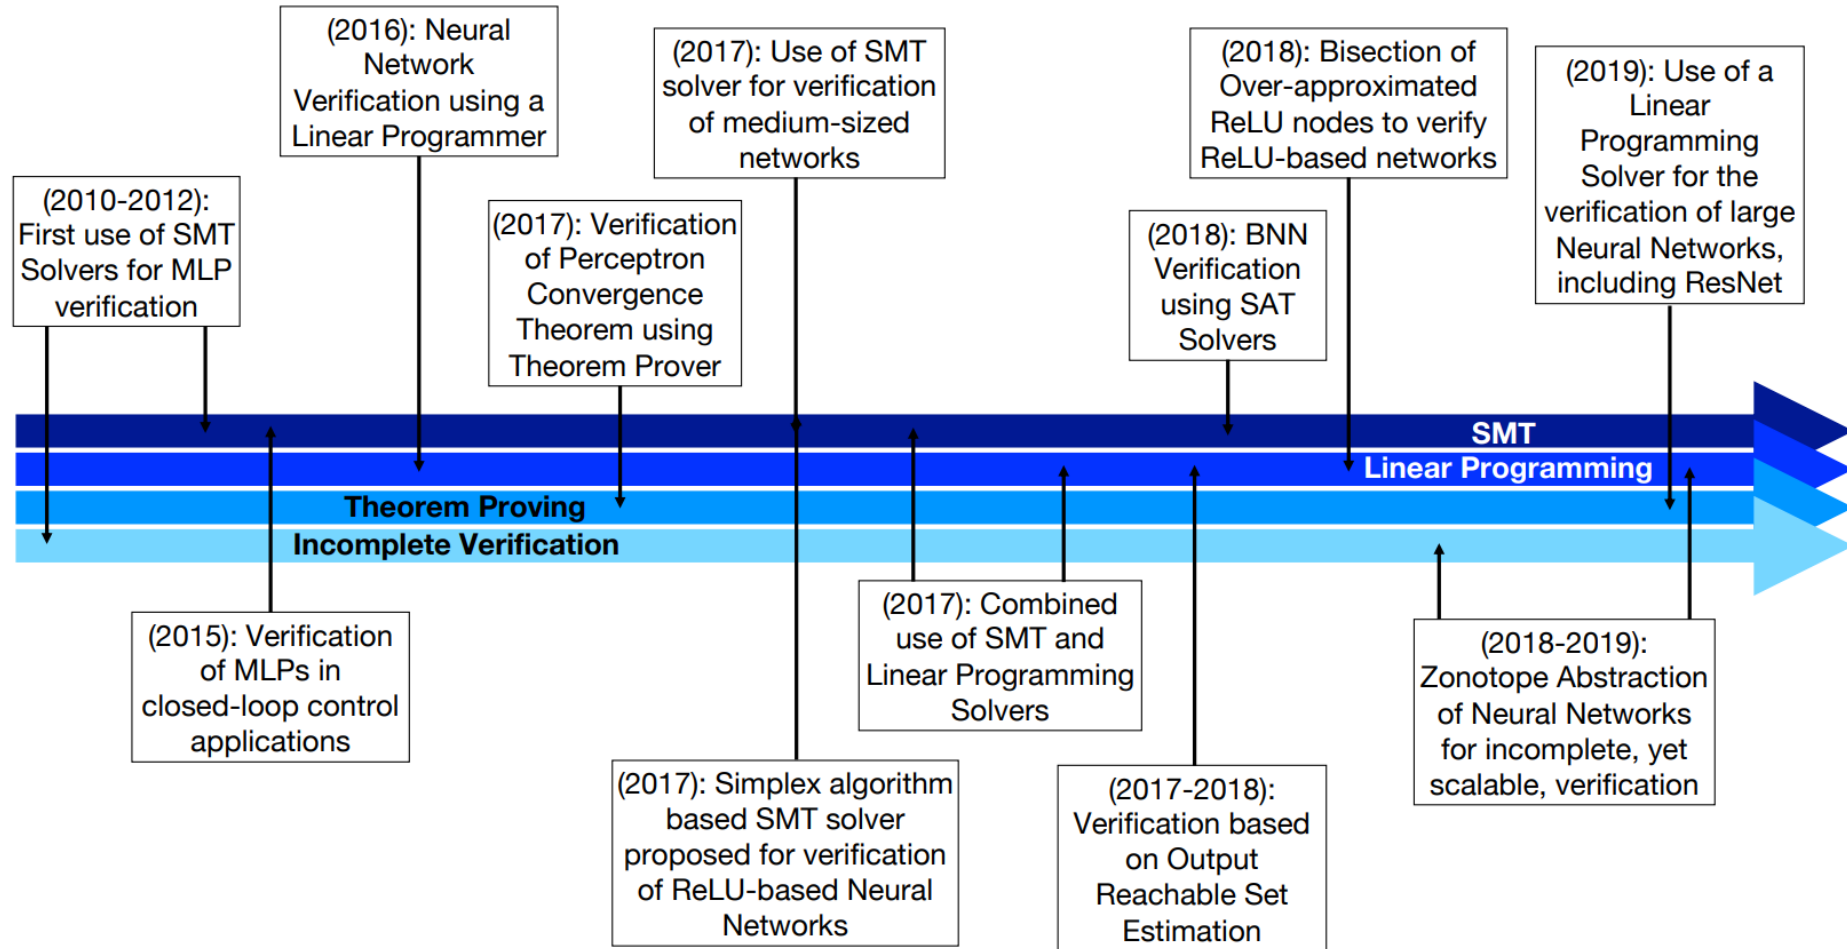 (2016): Neural
Network
Verification using a
Linear Programmer
(2017): Use of SMT
solver for verification
of medium-sized
networks
(2018): Bisection of
Over-approximated
ReLU nodes to verify
ReLU-based networks
(2019): Use of a
Linear
Programming
Solver for the
verification of large
Neural Networks,
including ResNet
(2010-2012):
First use of SMT
Solvers for MLP
verification
(2017): Verification
of Perceptron
Convergence
Theorem using
Theorem Prover
(2018): BNN
Verification
using SAT
Solvers
SMT
Linear Programming
Theorem Proving
Incomplete Verification
(2015): Verification
of MLPs in
closed-loop control
applications
(2017): Simplex algorithm
based SMT solver
proposed for verification
of ReLU-based Neural
Networks
(2017): Combined
use of SMT and
Linear Programming
Solvers
(2017-2018):
Verification based
on Output
Reachable Set
Estimation
(2018-2019):
Zonotope Abstraction
of Neural Networks
for incomplete, yet
scalable, verification